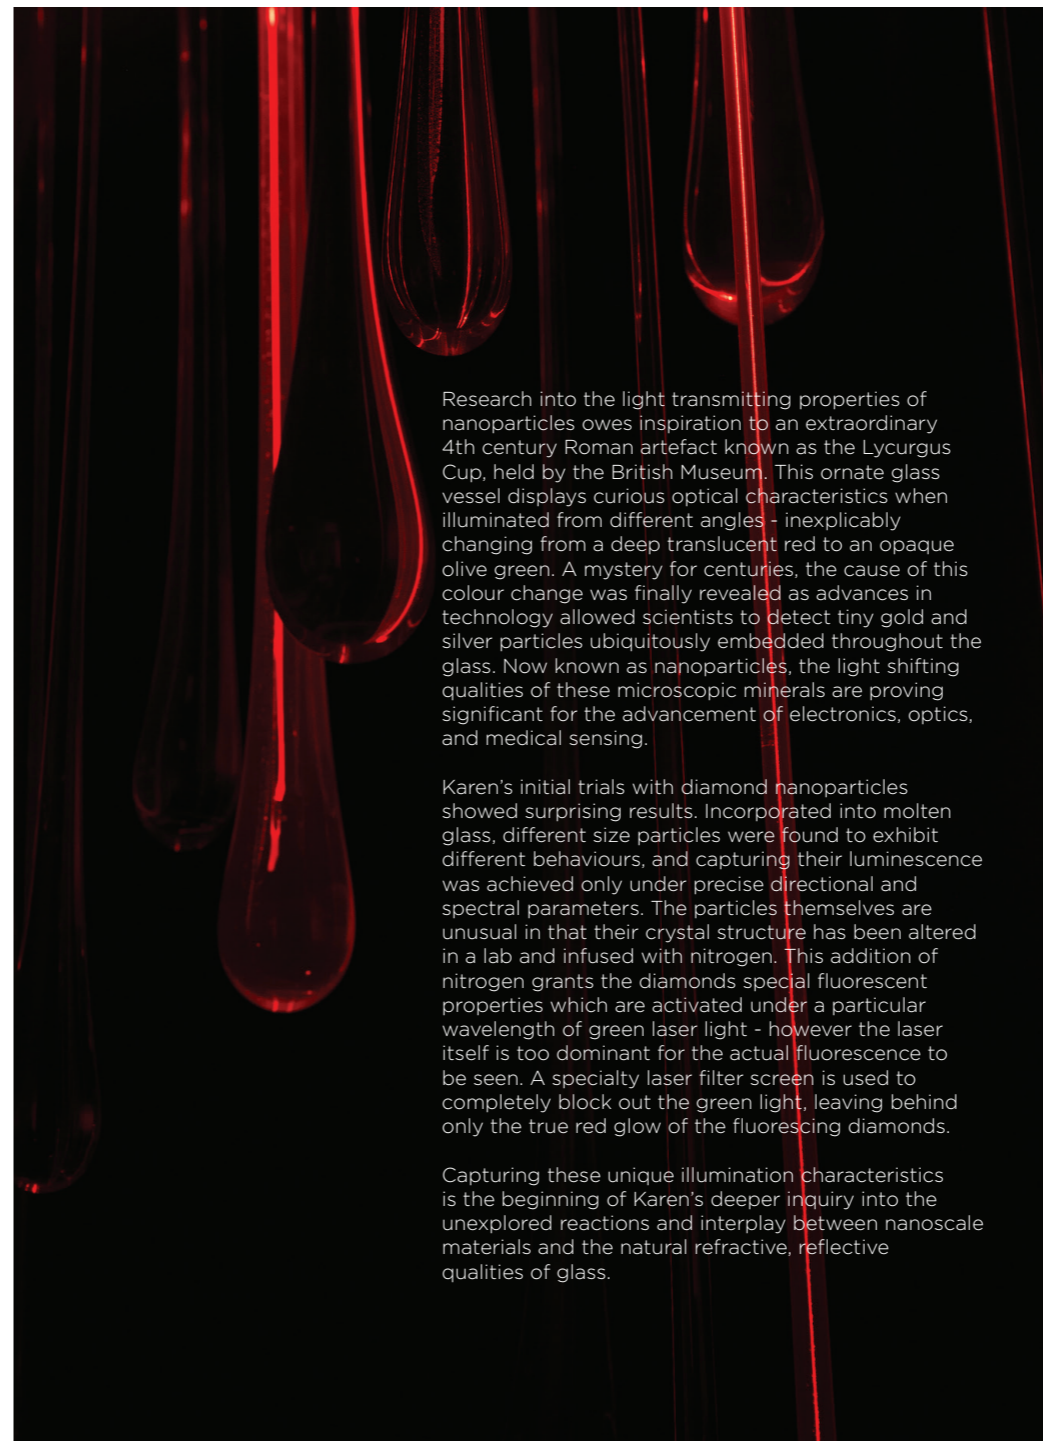 Research into the light transmitting properties of
nanoparticles owes inspiration to an extraordinary
4th century Roman artefact known as the Lycurgus
Cup, held by the British Museum. This ornate glass
vessel displays curious optical characteristics when
illuminated from different angles - inexplicably
changing from a deep translucent red to an opaque
olive green. A mystery for centuries, the cause of this
colour change was finally revealed as advances in
technology allowed scientists to detect tiny gold and
silver particles ubiquitously embedded throughout the
glass. Now known as nanoparticles, the light shifting
qualities of these microscopic minerals are proving
significant for the advancement of electronics, optics,
and medical sensing.

Karen’s initial trials with diamond nanoparticles
showed surprising results. Incorporated into molten
glass, different size particles were found to exhibit
different behaviours, and capturing their luminescence
was achieved only under precise directional and
spectral parameters. The particles themselves are
unusual in that their crystal structure has been altered
in a lab and infused with nitrogen. This addition of
nitrogen grants the diamonds special fluorescent
properties which are activated under a particular
wavelength of green laser light - however the laser
itself is too dominant for the actual fluorescence to
be seen. A specialty laser filter screen is used to
completely block out the green light, leaving behind
only the true red glow of the fluorescing diamonds.

Capturing these unique illumination characteristics
is the beginning of Karen’s deeper inquiry into the
unexplored reactions and interplay between nanoscale
materials and the natural refractive, reflective
qualities of glass.